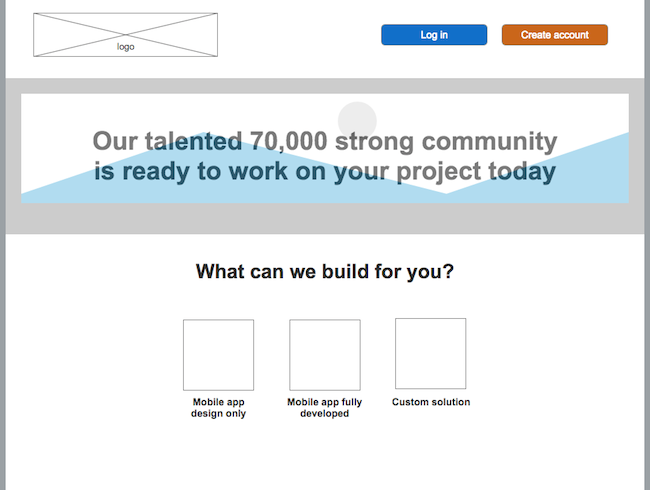 logo
Log in
Create account
Our talented 70,000 strong community
is ready to work on your project today
What can we build for you?
Mobile app
design only
Mobile app fully
developed
Custom solution